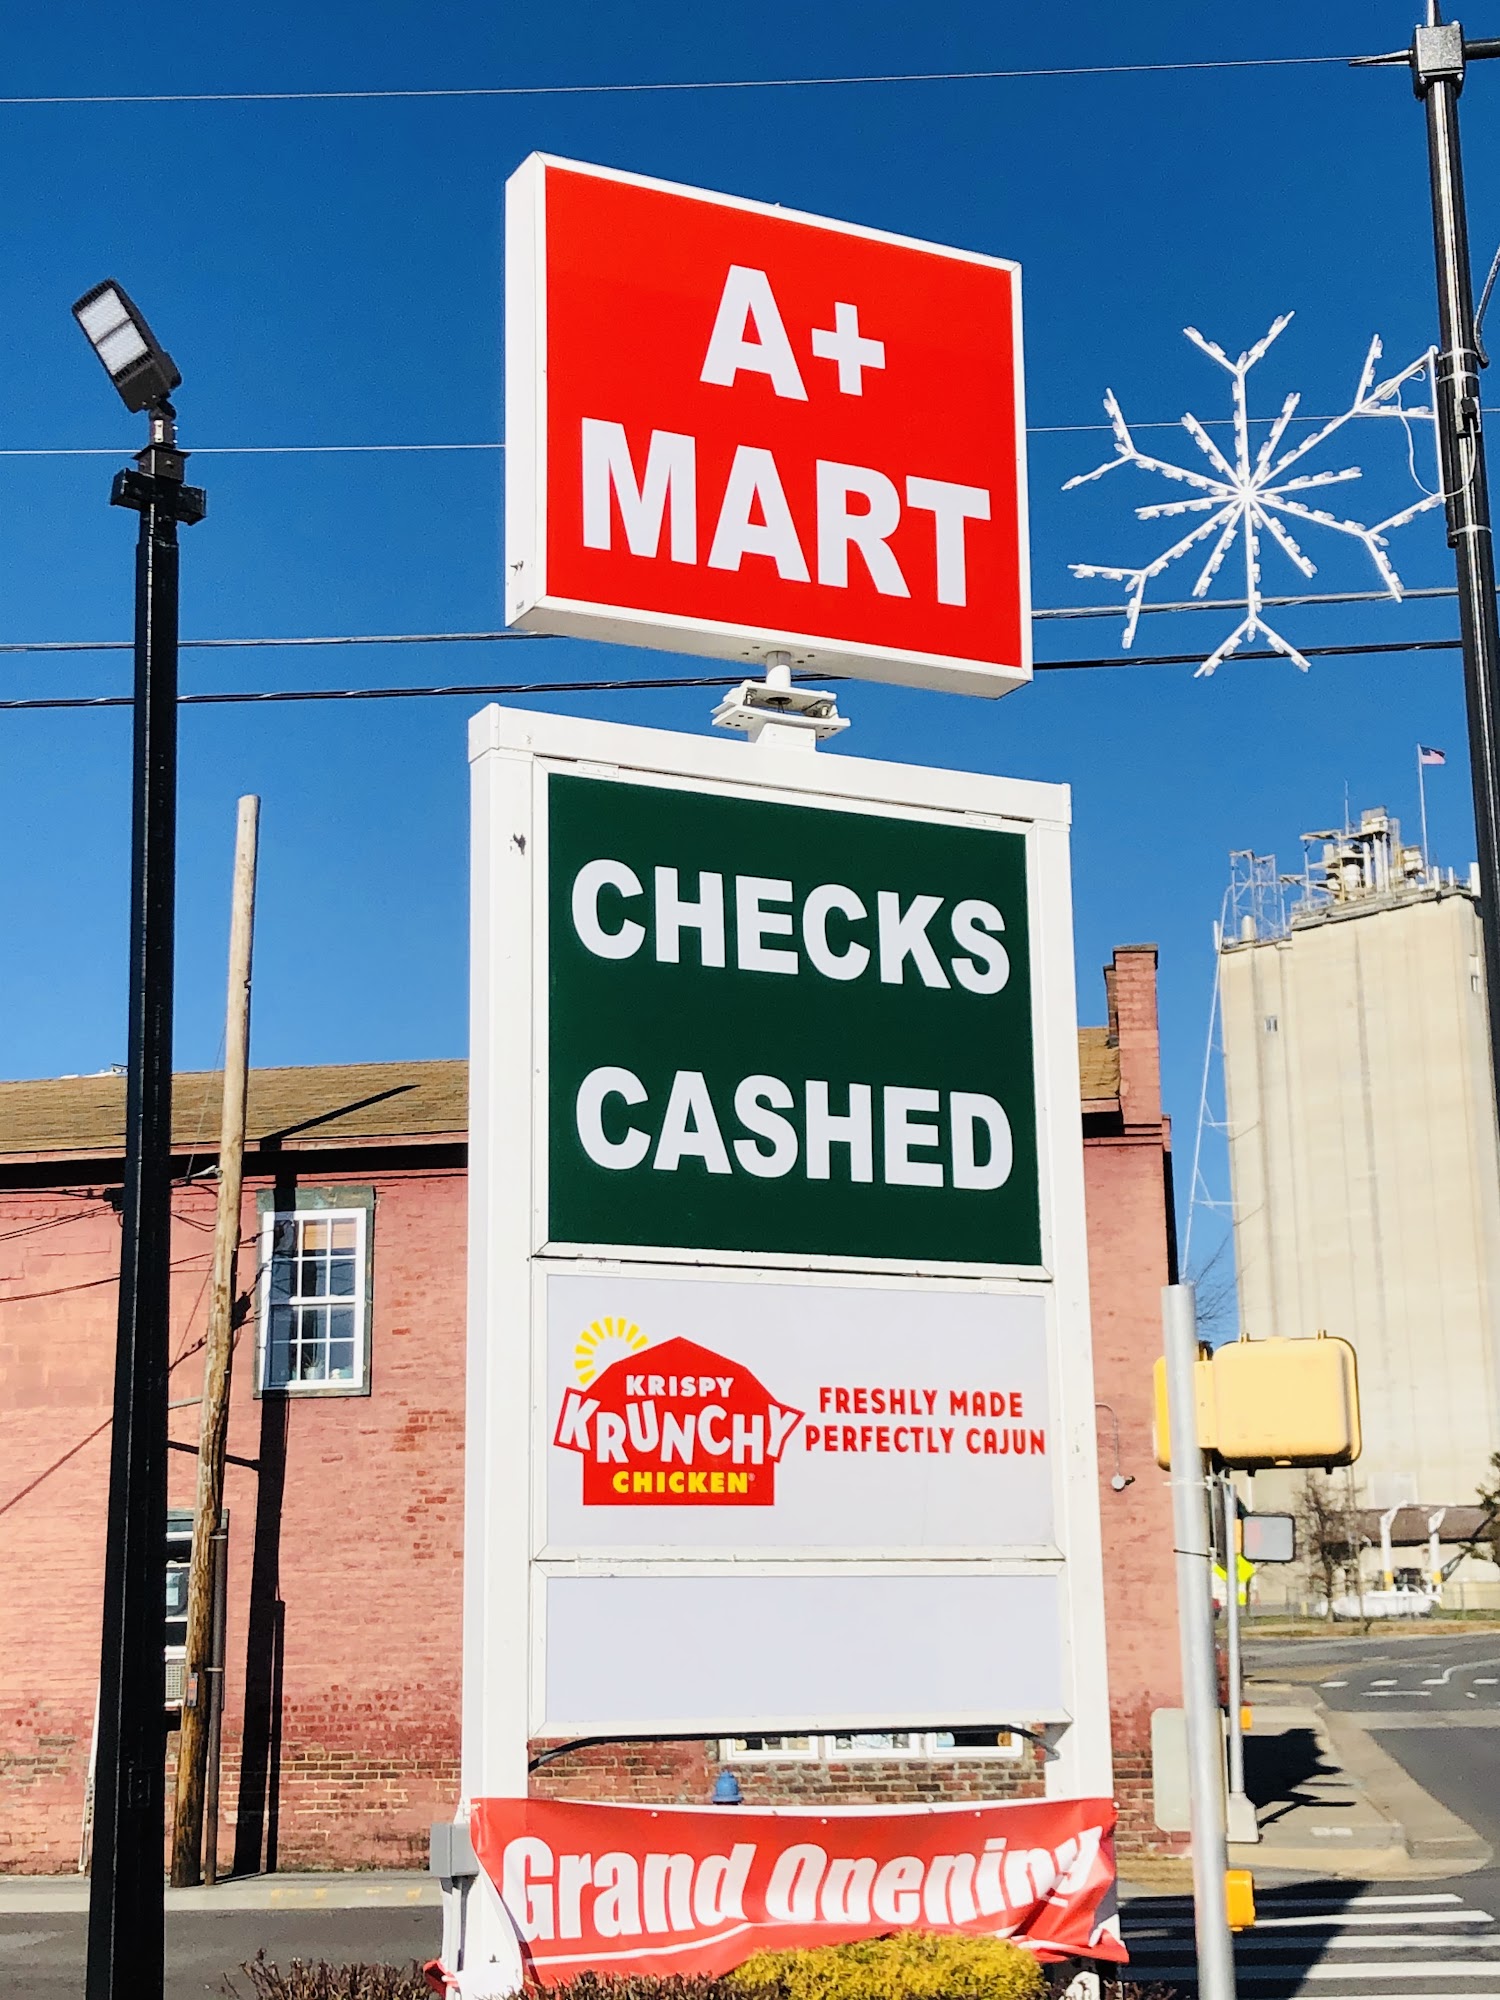 A+
MART
CHECKS
CASHED
KRISPY
KRUNCHY
CHICKEN®
FRESHLY MADE
PERFECTLY CAJUN
Grand Opening